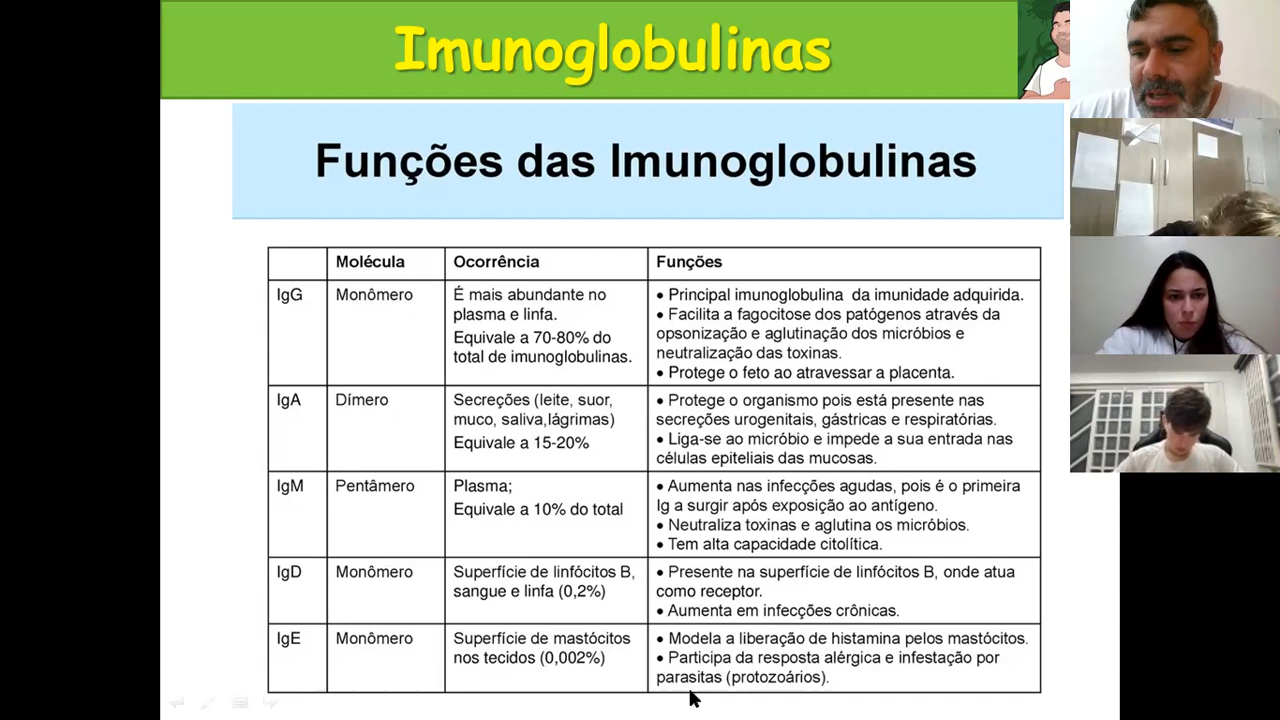 Imunoglobulinas
Funções das Imunoglobulinas
Molécula Ocorrência Funções
IgG Monômero É mais abundante no plasma e linfa.
Equivale a 70-80% do total de imunoglobulinas.
• Principal imunoglobulina da imunidade adquirida.
• Facilita a fagocitose dos patógenos através da
opsonização e aglutinação dos micróbios e
neutralização das toxinas.
• Protege o feto ao atravessar a placenta.
IgA Dímero Secreções (leite, suor,
muco, saliva,lágrimas)
Equivale a 15-20%
• Protege o organismo pois está presente nas
secreções urogenitais, gástricas e respiratórias.
• Liga-se ao micróbio e impede a sua entrada nas
células epiteliais das mucosas.
IgM Pentâmero Plasma;
Equivale a 10% do total
• Aumenta nas infecções agudas, pois é o primeira
Ig a surgir após exposição ao antígeno.
• Neutraliza toxinas e aglutina os micróbios.
• Tem alta capacidade citolítica.
IgD Monômero Superfície de linfócitos B,
sangue e linfa (0,2%)
• Presente na superfície de linfócitos B, onde atua
como receptor.
• Aumenta em infecções crônicas.
IgE Monômero Superfície de mastócitos
nos tecidos (0,002%)
• Modela a liberação de histamina pelos mastócitos.
• Participa da resposta alérgica e infestação por
parasitas (protozoários).